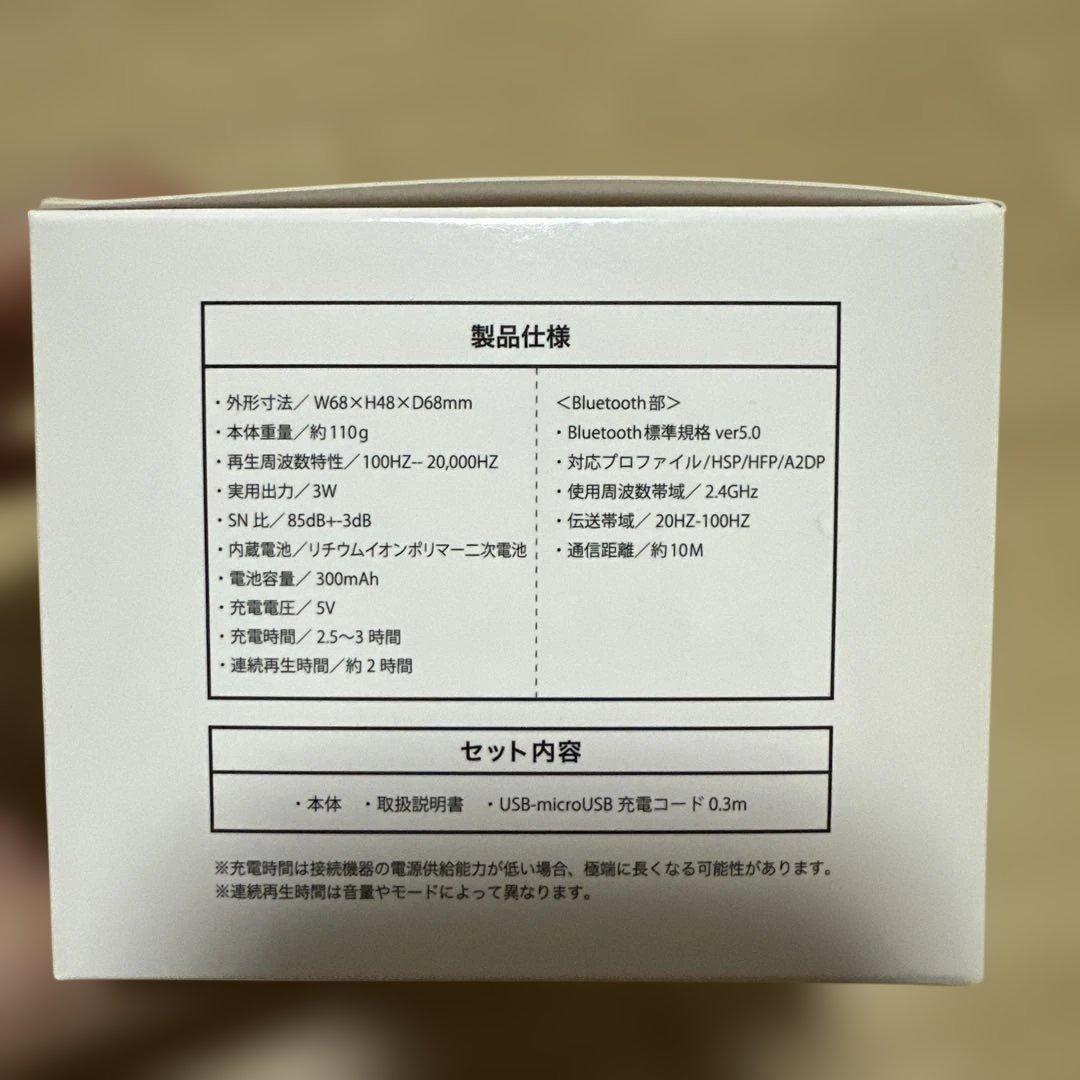 製品仕様
・外形寸法／ W68×H48×D68mm
・本体重量／約110g
・再生周波数特性／100HZ-- 20,000HZ
・実用出力／3W
・SN 比／85dB+-3dB
・内蔵電池／リチウムイオンポリマー二次電池
・電池容量／ 300mAh
・充電電圧／ 5V
・充電時間／ 2.5～3 時間
・連続再生時間／約 2 時間
＜Bluetooth部＞
・Bluetooth標準規格 ver5.0
・対応プロファイル/HSP/HFP/A2DP
・使用周波数帯域／ 2.4GHz
・伝送帯域／ 20HZ-100HZ
・通信距離／約10M
セット内容
・本体 ・取扱説明書 ・USB-microUSB 充電コード 0.3m
※充電時間は接続機器の電源供給能力が低い場合、極端に長くなる可能性があります。
※連続再生時間は音量やモードによって異なります。